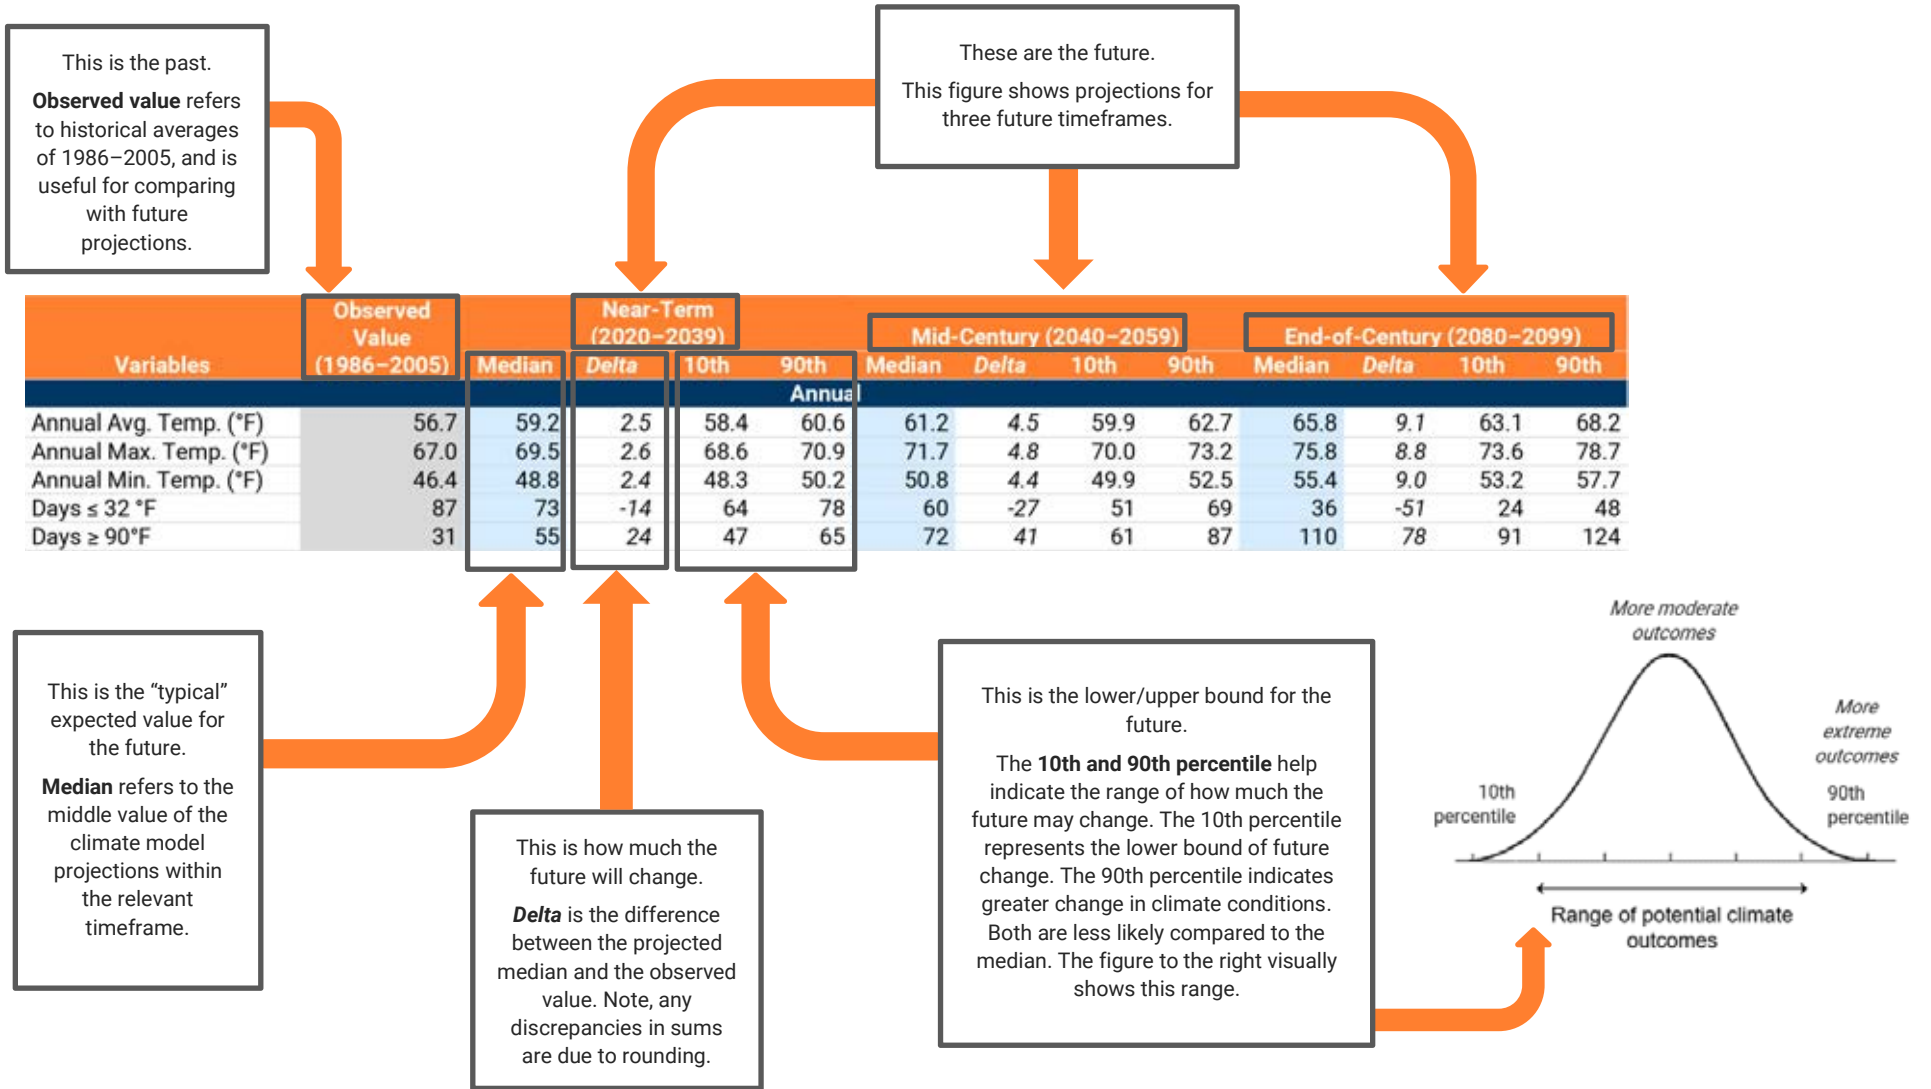 This is the past.
Observed value refers
to historical averages
of 1986–2005, and is
useful for comparing
with future
projections.
These are the future.
This figure shows projections for
three future timeframes.
Variables
Observed
Value
(1986–2005)
Near-Term
(2020–2039)
Mid-Century (2040–2059)
End-of-Century (2080–2099)
Median Delta 10th 90th Median Delta 10th 90th Median Delta 10th 90th
Annual
Annual Avg. Temp. (°F) 56.7 59.2 2.5 58.4 60.6 61.2 4.5 59.9 62.7 65.8 9.1 63.1 68.2
Annual Max. Temp. (°F) 67.0 69.5 2.6 68.6 70.9 71.7 4.8 70.0 73.2 75.8 8.8 73.6 78.7
Annual Min. Temp. (°F) 46.4 48.8 2.4 48.3 50.2 50.8 4.4 49.9 52.5 55.4 9.0 53.2 57.7
Days ≤ 32 °F 87 73 -14 64 78 60 -27 51 69 36 -51 24 48
Days ≥ 90°F 31 55 24 47 65 72 41 61 87 110 78 91 124
This is the “typical”
expected value for
the future.
Median refers to the
middle value of the
climate model
projections within
the relevant
timeframe.
This is how much the
future will change.
Delta is the difference
between the projected
median and the observed
value. Note, any
discrepancies in sums
are due to rounding.
This is the lower/upper bound for the
future.
The 10th and 90th percentile help
indicate the range of how much the
future may change. The 10th percentile
represents the lower bound of future
change. The 90th percentile indicates
greater change in climate conditions.
Both are less likely compared to the
median. The figure to the right visually
shows this range.
More moderate
outcomes
More
extreme
outcomes
10th
percentile
90th
percentile
Range of potential climate
outcomes